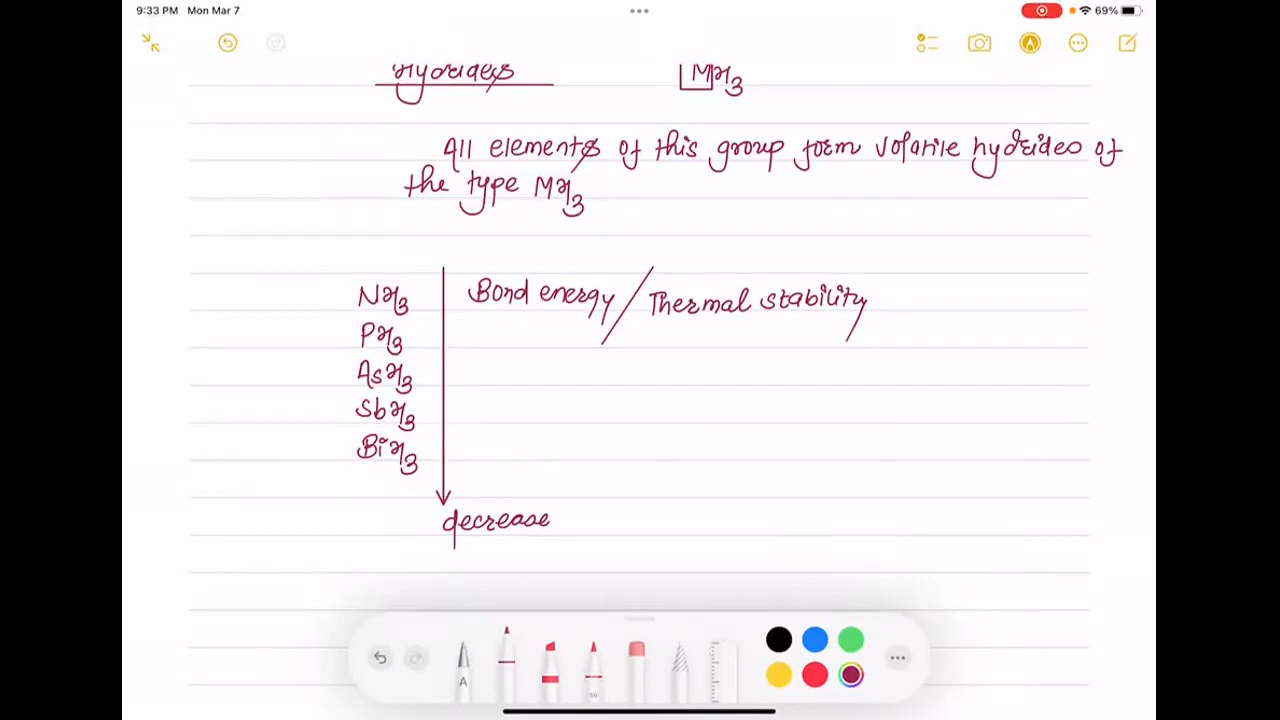 9:33 PM Mon Mar 7
69%
Hydrides MH3
All elements of this group form volatile hydrides of
the type MH3
NH3 Bond energy / Thermal stability
PH3
AsH3
SbH3
BiH3
decrease
A
50